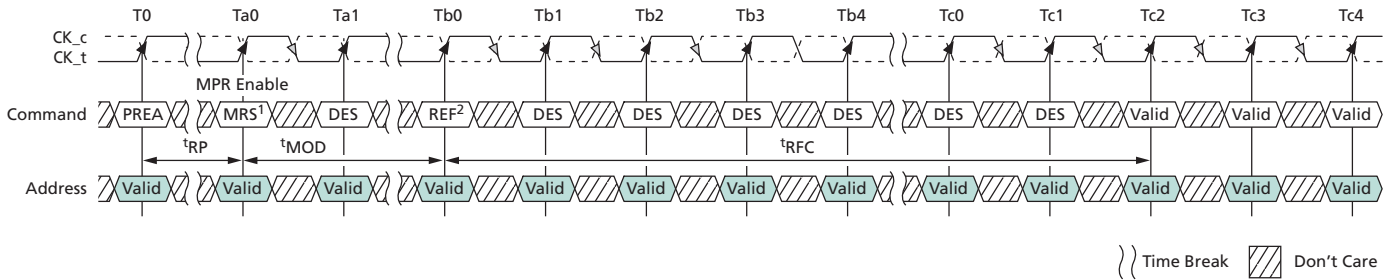 T0 Ta0 Ta1 Tb0 Tb1 Tb2 Tb3 Tb4 Tc0 Tc1 Tc2 Tc3 Tc4
CK_c
CK_t
MPR Enable
Command PREA MRS¹ DES REF² DES DES DES DES DES DES Valid Valid Valid
tRP tMOD tRFC
Address Valid Valid Valid Valid Valid Valid Valid Valid Valid Valid Valid Valid Valid
Time Break Don't Care